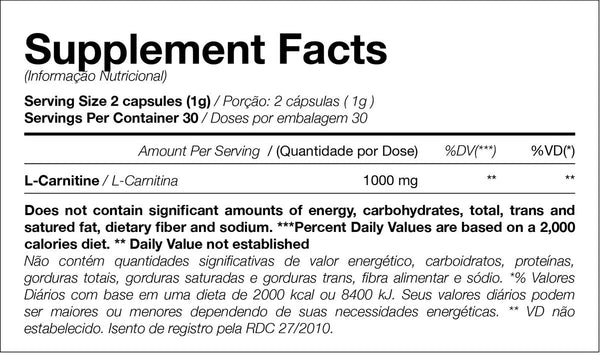 Supplement Facts
(Informação Nutricional)
Serving Size 2 capsules (1g) / Porção: 2 cápsulas ( 1g )
Servings Per Container 30 / Doses por embalagem 30
Amount Per Serving / (Quantidade por Dose) %DV(***) %VD(*)
L-Carnitine / L-Carnitina 1000 mg ** **
Does not contain significant amounts of energy, carbohydrates, total, trans and
satured fat, dietary fiber and sodium. ***Percent Daily Values are based on a 2,000
calories diet. ** Daily Value not established
Não contém quantidades significativas de valor energético, carboidratos, proteínas,
gorduras totais, gorduras saturadas e gorduras trans, fibra alimentar e sódio. *% Valores
Diários com base em uma dieta de 2000 kcal ou 8400 kJ. Seus valores diários podem
ser maiores ou menores dependendo de suas necessidades energéticas. ** VD não
estabelecido. Isento de registro pela RDC 27/2010.